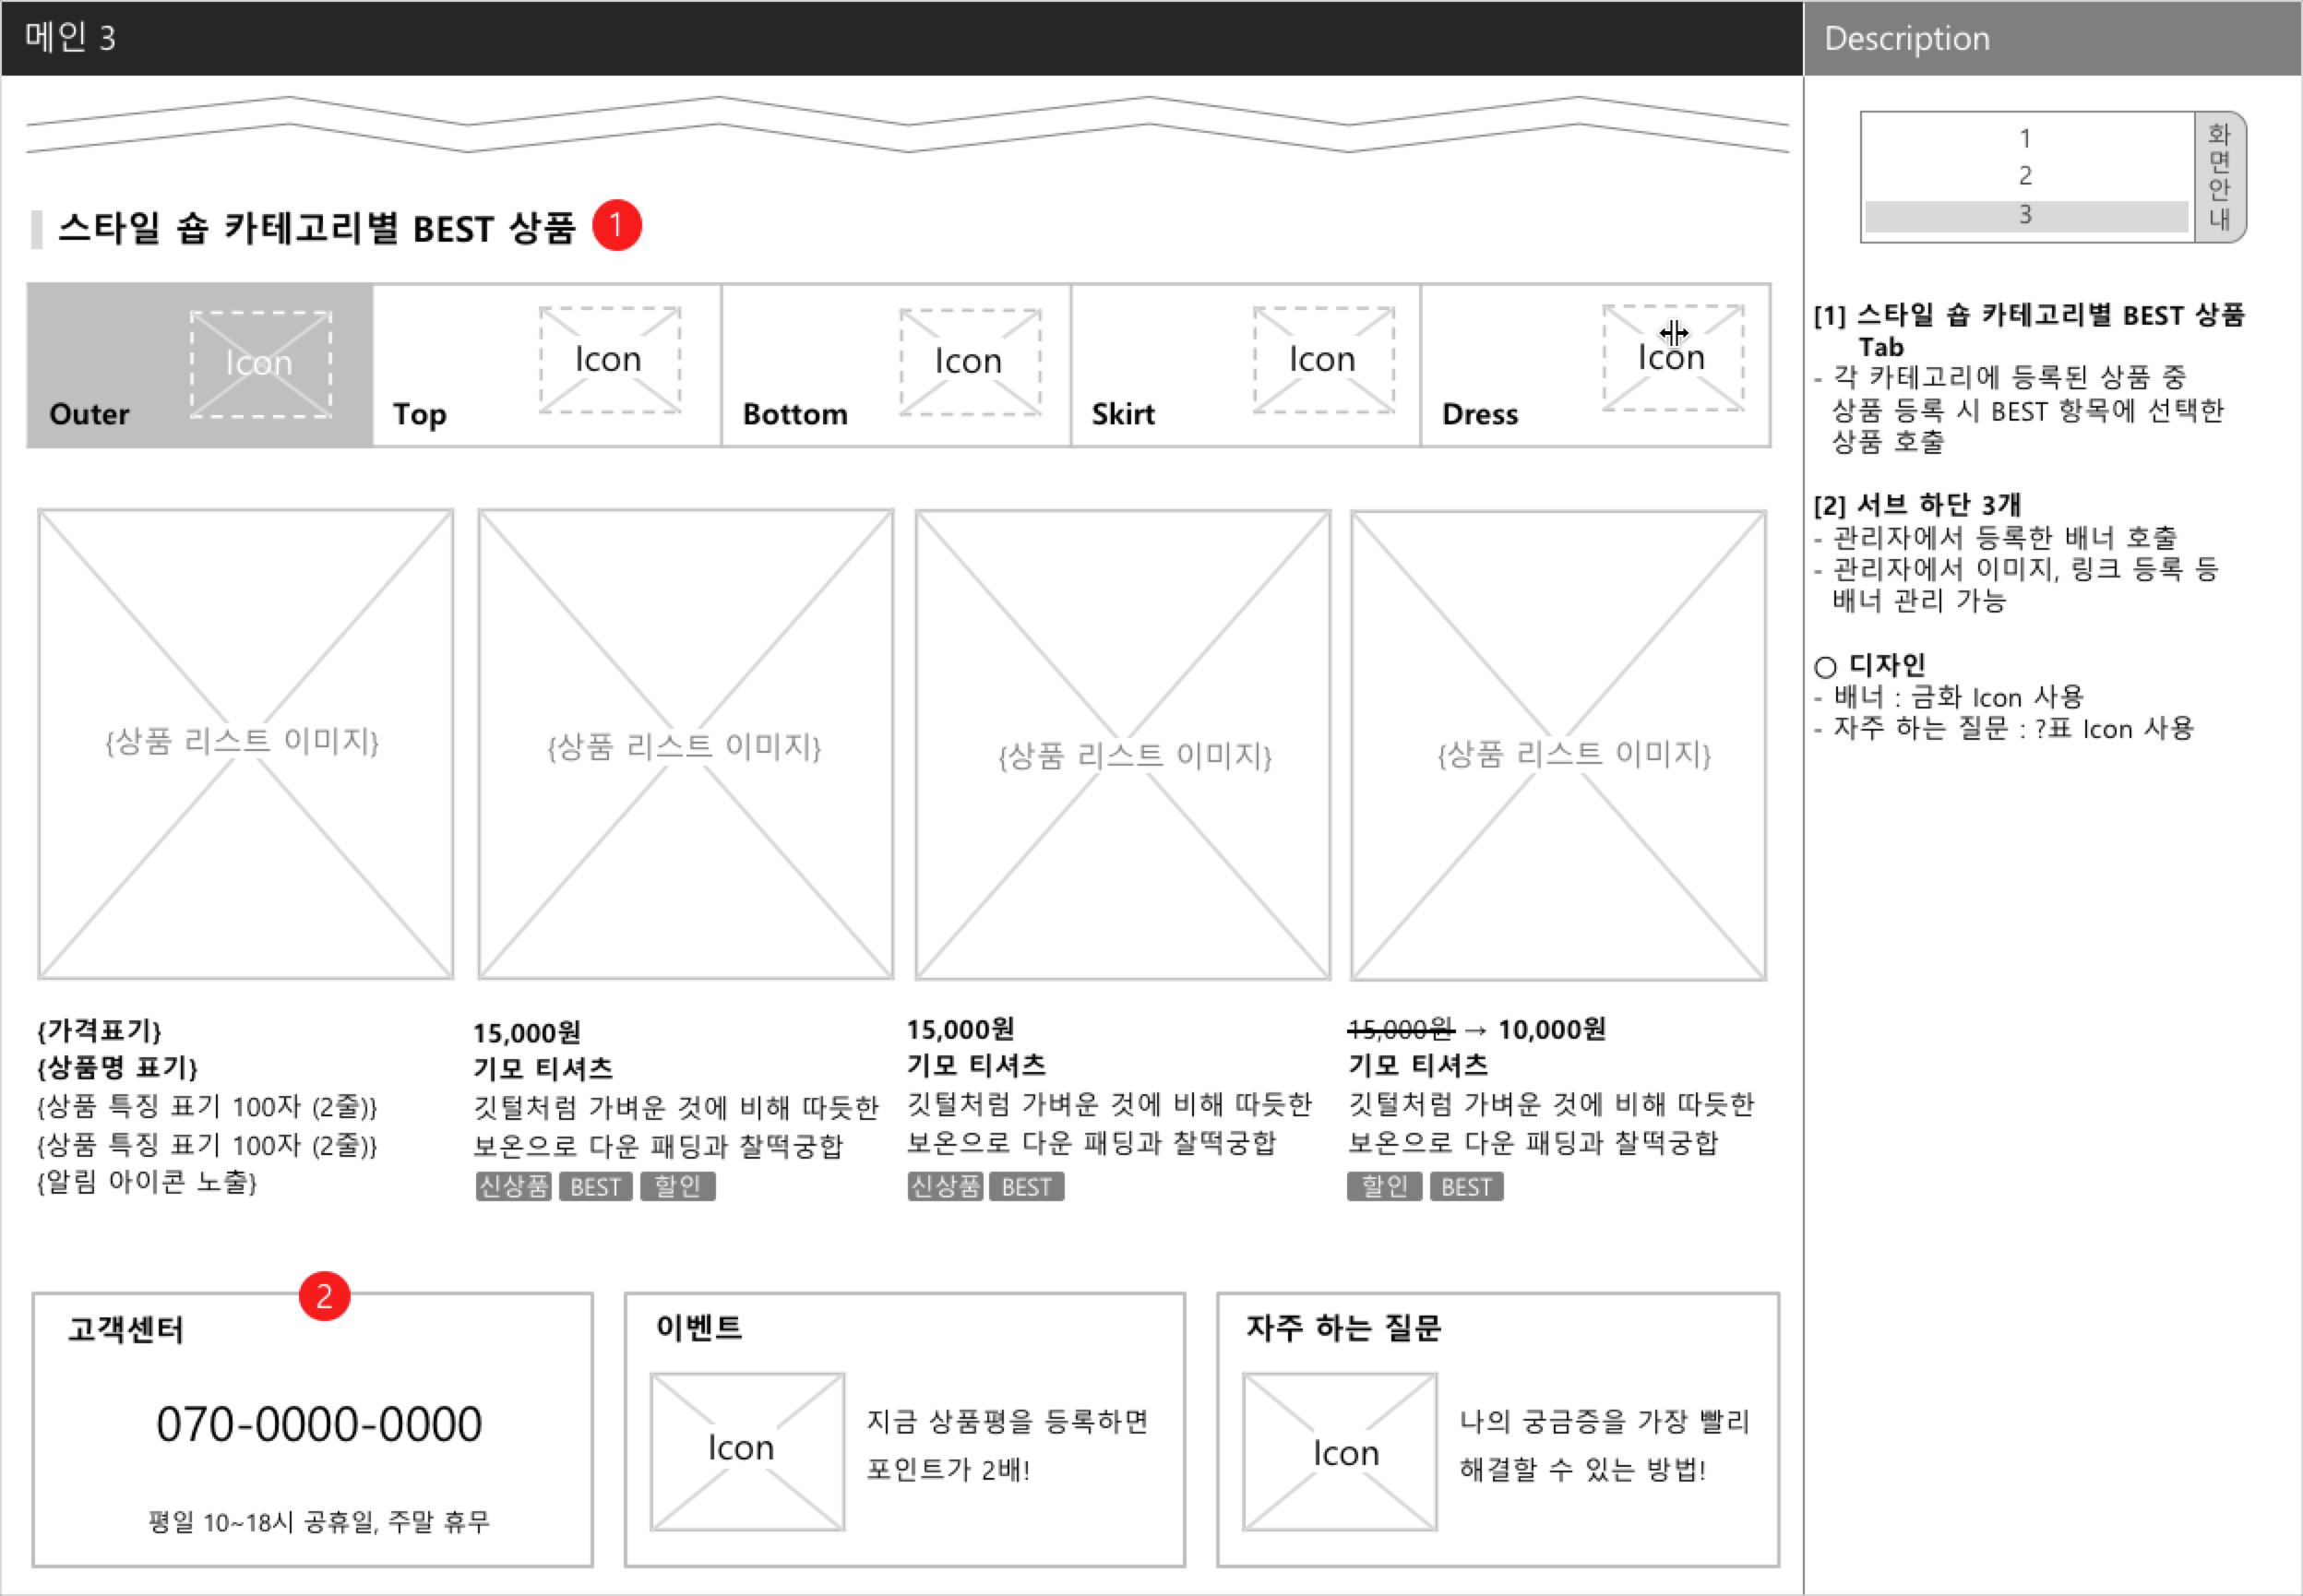 메인 3
Description
1
2
3
화면안내
스타일 숍 카테고리별 BEST 상품 1
Icon
Icon
Icon
Icon
Icon
Outer
Top
Bottom
Skirt
Dress
{상품 리스트 이미지}
{상품 리스트 이미지}
{상품 리스트 이미지}
{상품 리스트 이미지}
{가격표기}
{상품명 표기}
{상품 특징 표기 100자 (2줄)}
{상품 특징 표기 100자 (2줄)}
{알림 아이콘 노출}
15,000원
기모 티셔츠
깃털처럼 가벼운 것에 비해 따듯한
보온으로 다운 패딩과 찰떡궁합
신상품 BEST 할인
15,000원
기모 티셔츠
깃털처럼 가벼운 것에 비해 따듯한
보온으로 다운 패딩과 찰떡궁합
신상품 BEST
15,000원 → 10,000원
기모 티셔츠
깃털처럼 가벼운 것에 비해 따듯한
보온으로 다운 패딩과 찰떡궁합
할인 BEST
2
고객센터
070-0000-0000
평일 10~18시 공휴일, 주말 휴무
이벤트
Icon
지금 상품평을 등록하면
포인트가 2배!
자주 하는 질문
Icon
나의 궁금증을 가장 빨리
해결할 수 있는 방법!
[1] 스타일 숍 카테고리별 BEST 상품
Tab
- 각 카테고리에 등록된 상품 중
상품 등록 시 BEST 항목에 선택한
상품 호출
[2] 서브 하단 3개
- 관리자에서 등록한 배너 호출
- 관리자에서 이미지, 링크 등록 등
배너 관리 가능
○ 디자인
- 배너 : 금화 Icon 사용
- 자주 하는 질문 : ?표 Icon 사용